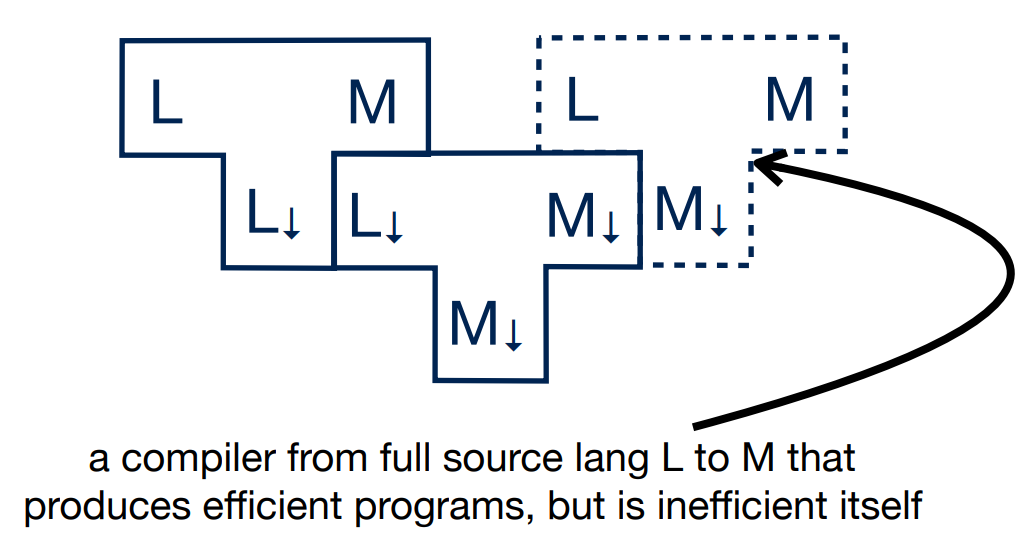 L M L M
L↓ L↓ M↓ M↓
M↓
a compiler from full source lang L to M that
produces efficient programs, but is inefficient itself